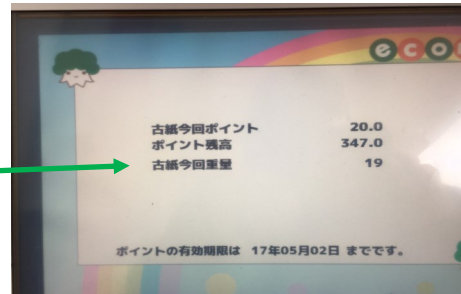 eco
古紙今回ポイント 20.0
ポイント残高 347.0
古紙今回重量 19
ポイントの有効期限は 17年05月02日 までです。